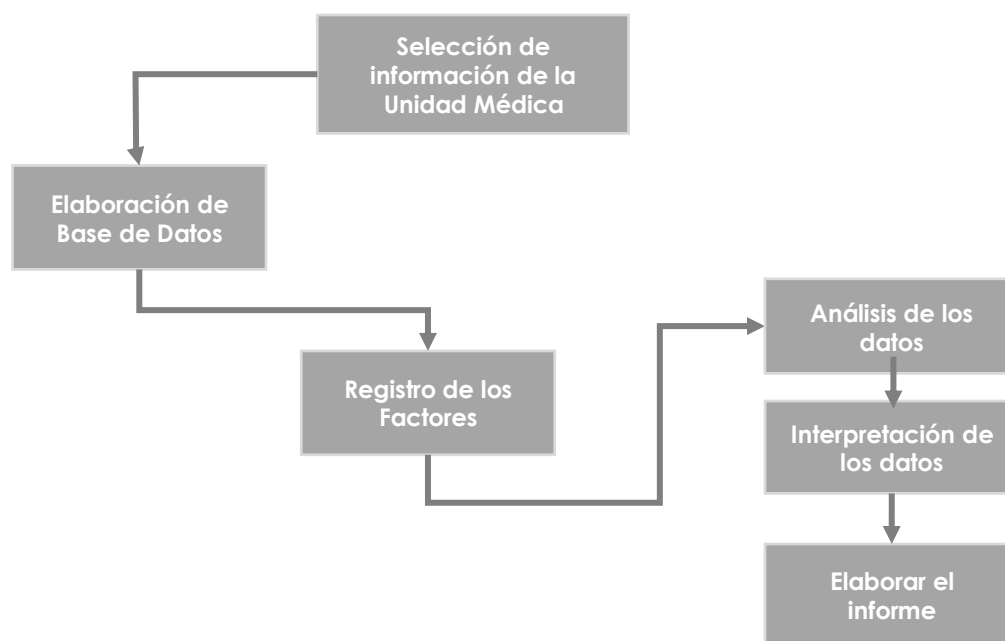 Selección de
información de la
Unidad Médica
Elaboración de
Base de Datos
Registro de los
Factores
Análisis de los
datos
Interpretación de
los datos
Elaborar el
informe